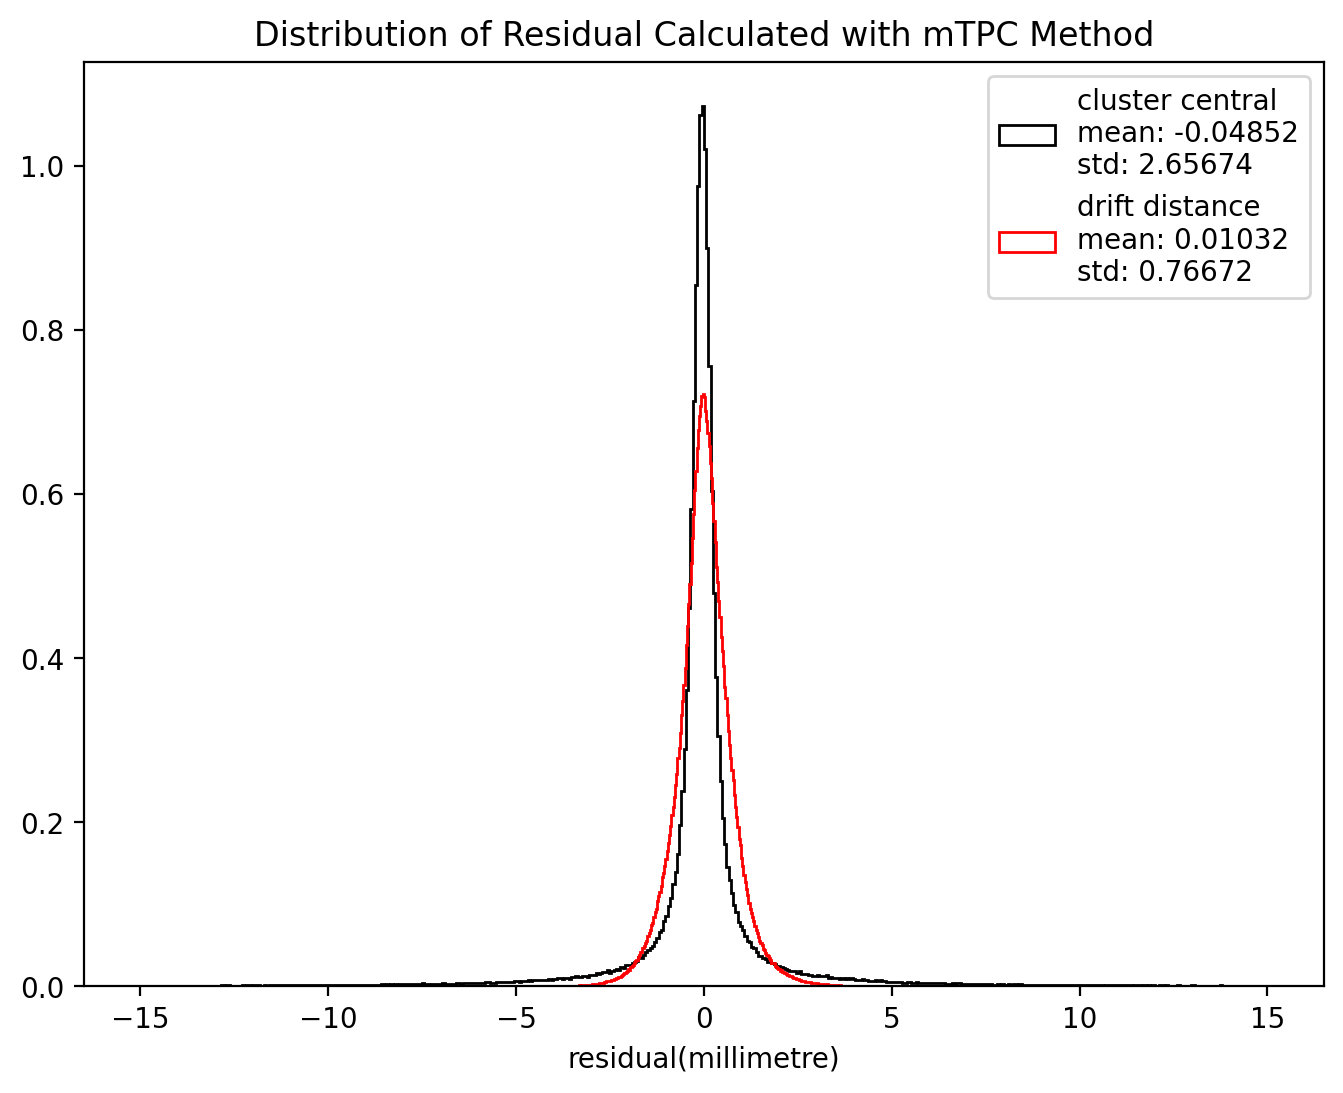 Distribution of Residual Calculated with mTPC Method
cluster central
mean: -0.04852
std: 2.65674
drift distance
mean: 0.01032
std: 0.76672
1.0
0.8
0.6
0.4
0.2
0.0
−15
−10
−5
0
5
10
15
residual(millimetre)